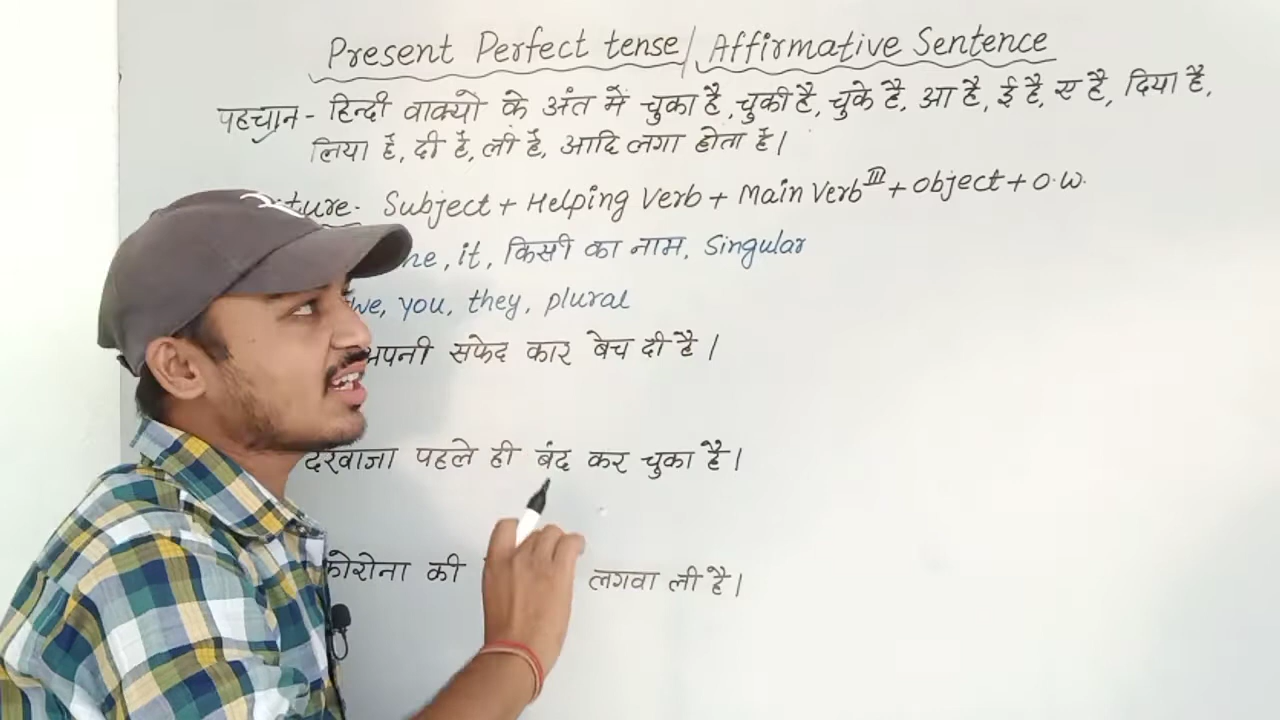 Present Perfect tense/ Affirmative Sentence
पहचान - हिन्दी वाक्यों के अंत में चुका है, चुकी है, चुके है, आ है, ई है, ए है, दिया है,
लिया है, दी है, ली है, आदि लगा होता है।
Subject + Helping Verb + Main Verb III + object + o.w.
it, किसी का नाम, Singular
we, you, they, plural
अपनी सफेद कार बेच दी है।
दरवाजा पहले ही बंद कर चुका है।
कोरोना की लगवा ली है।